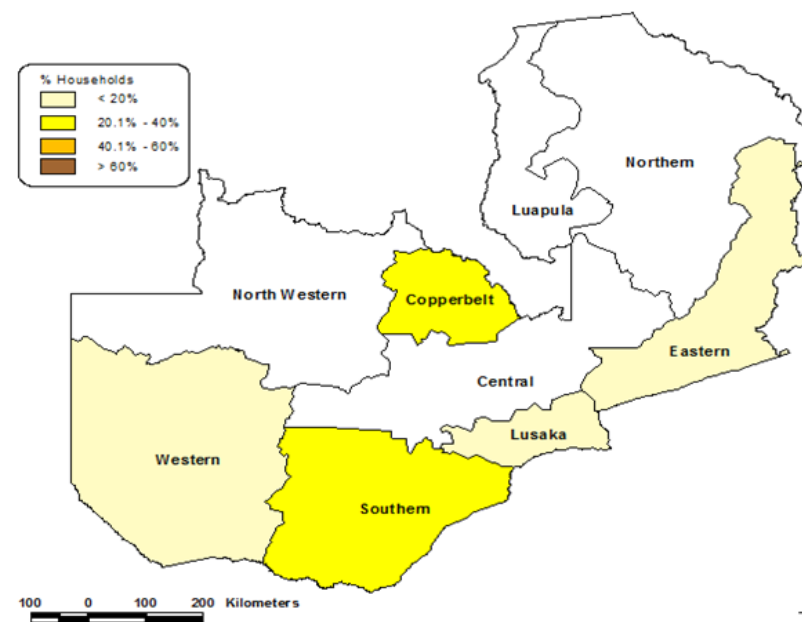 % Households
< 20%
20.1% - 40%
40.1% - 60%
> 60%
Northern
Luapula
North Western
Copperbelt
Eastern
Central
Lusaka
Western
Southern
100 0 100 200 Kilometers